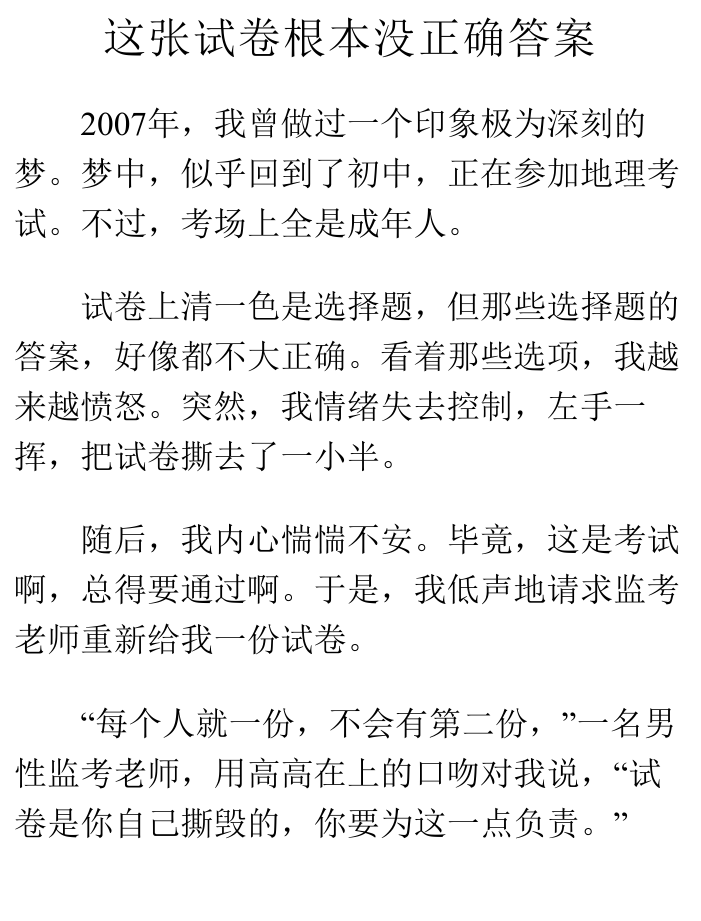 这张试卷根本没正确答案
2007年，我曾做过一个印象极为深刻的
梦。梦中，似乎回到了初中，正在参加地理考
试。不过，考场上全是成年人。
试卷上清一色是选择题，但那些选择题的
答案，好像都不大正确。看着那些选项，我越
来越愤怒。突然，我情绪失去控制，左手一
挥，把试卷撕去了一小半。
随后，我内心惴惴不安。毕竟，这是考试
啊，总得要通过啊。于是，我低声地请求监考
老师重新给我一份试卷。
“每个人就一份，不会有第二份，”一名男
性监考老师，用高高在上的口吻对我说，“试
卷是你自己撕毁的，你要为这一点负责。”